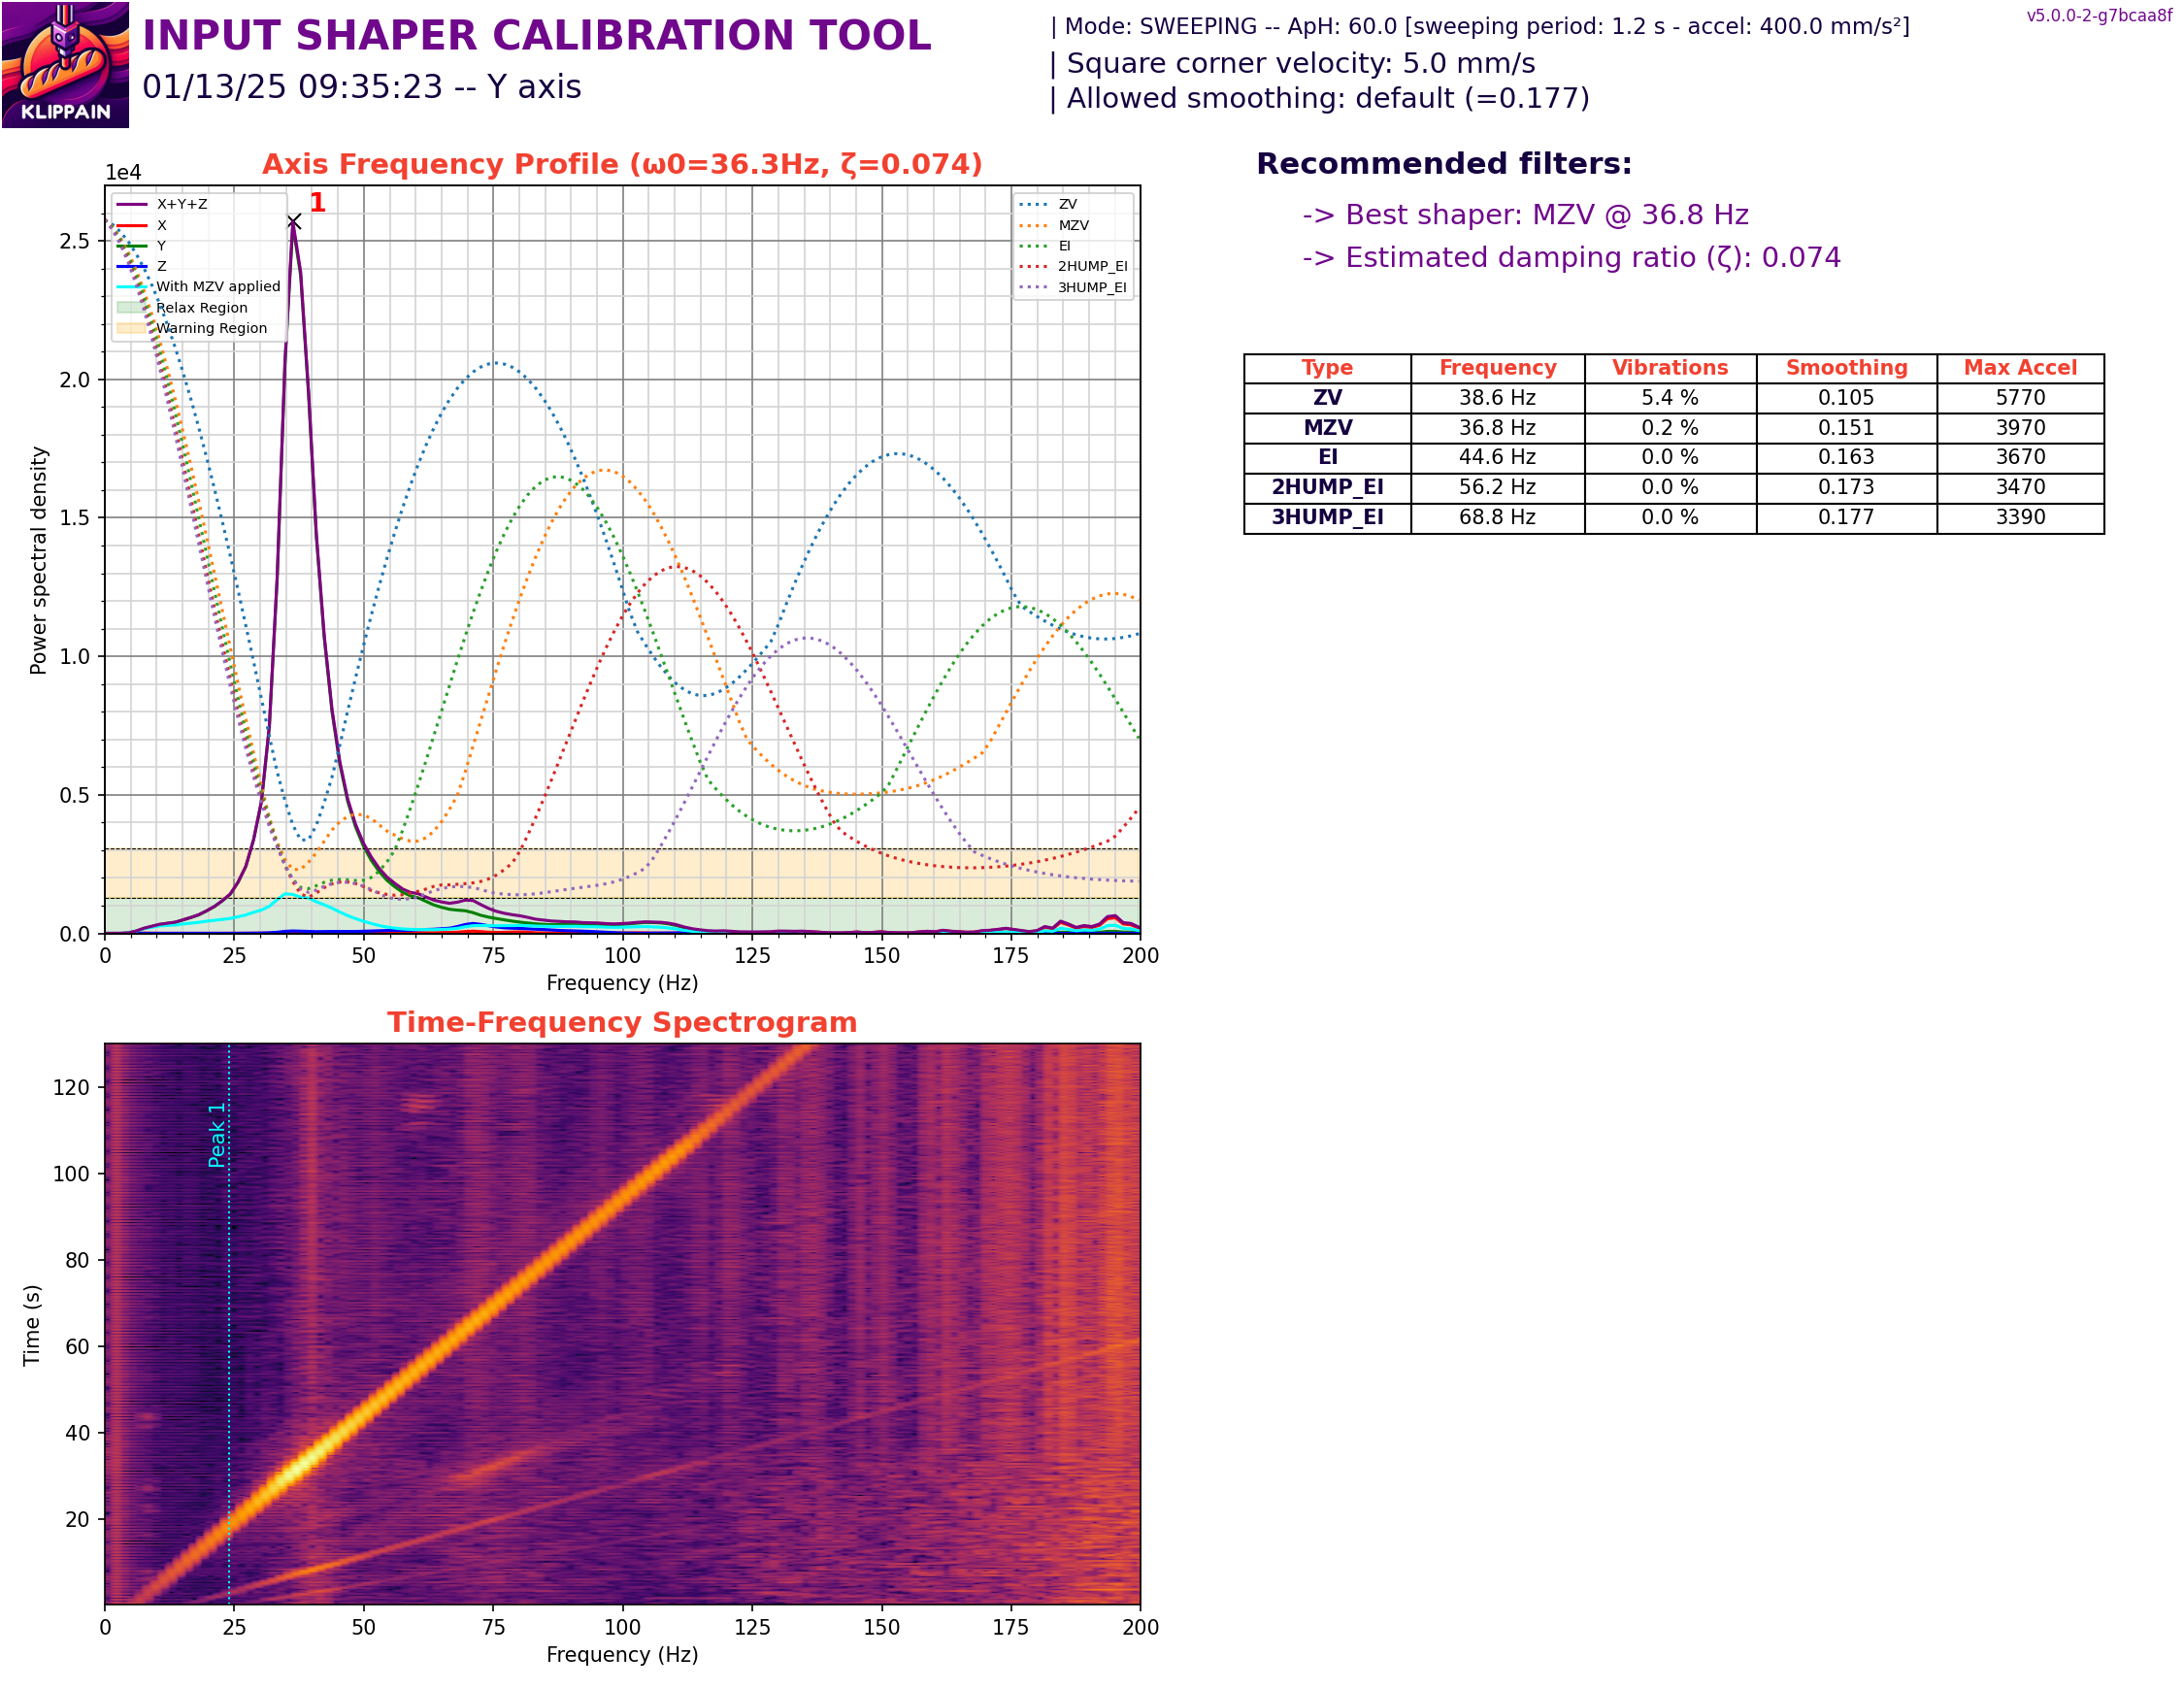 INPUT SHAPER CALIBRATION TOOL
01/13/25 09:35:23 -- Y axis
KLIPPAIN
| Mode: SWEEPING -- ApH: 60.0 [sweeping period: 1.2 s - accel: 400.0 mm/s²]
| Square corner velocity: 5.0 mm/s
| Allowed smoothing: default (=0.177)
v5.0.0-2-g7bcaa8f
Axis Frequency Profile (ω0=36.3Hz, ζ=0.074)
1e4
1
X+Y+Z
X
Y
Z
With MZV applied
Relax Region
Warning Region
ZV
MZV
EI
2HUMP_EI
3HUMP_EI
Power spectral density
2.5
2.0
1.5
1.0
0.5
0.0
0 25 50 75 100 125 150 175 200
Frequency (Hz)
Recommended filters:
-> Best shaper: MZV @ 36.8 Hz
-> Estimated damping ratio (ζ): 0.074
Type Frequency Vibrations Smoothing Max Accel
ZV 38.6 Hz 5.4 % 0.105 5770
MZV 36.8 Hz 0.2 % 0.151 3970
EI 44.6 Hz 0.0 % 0.163 3670
2HUMP_EI 56.2 Hz 0.0 % 0.173 3470
3HUMP_EI 68.8 Hz 0.0 % 0.177 3390
Time-Frequency Spectrogram
Peak 1
Time (s)
120
100
80
60
40
20
0 25 50 75 100 125 150 175 200
Frequency (Hz)